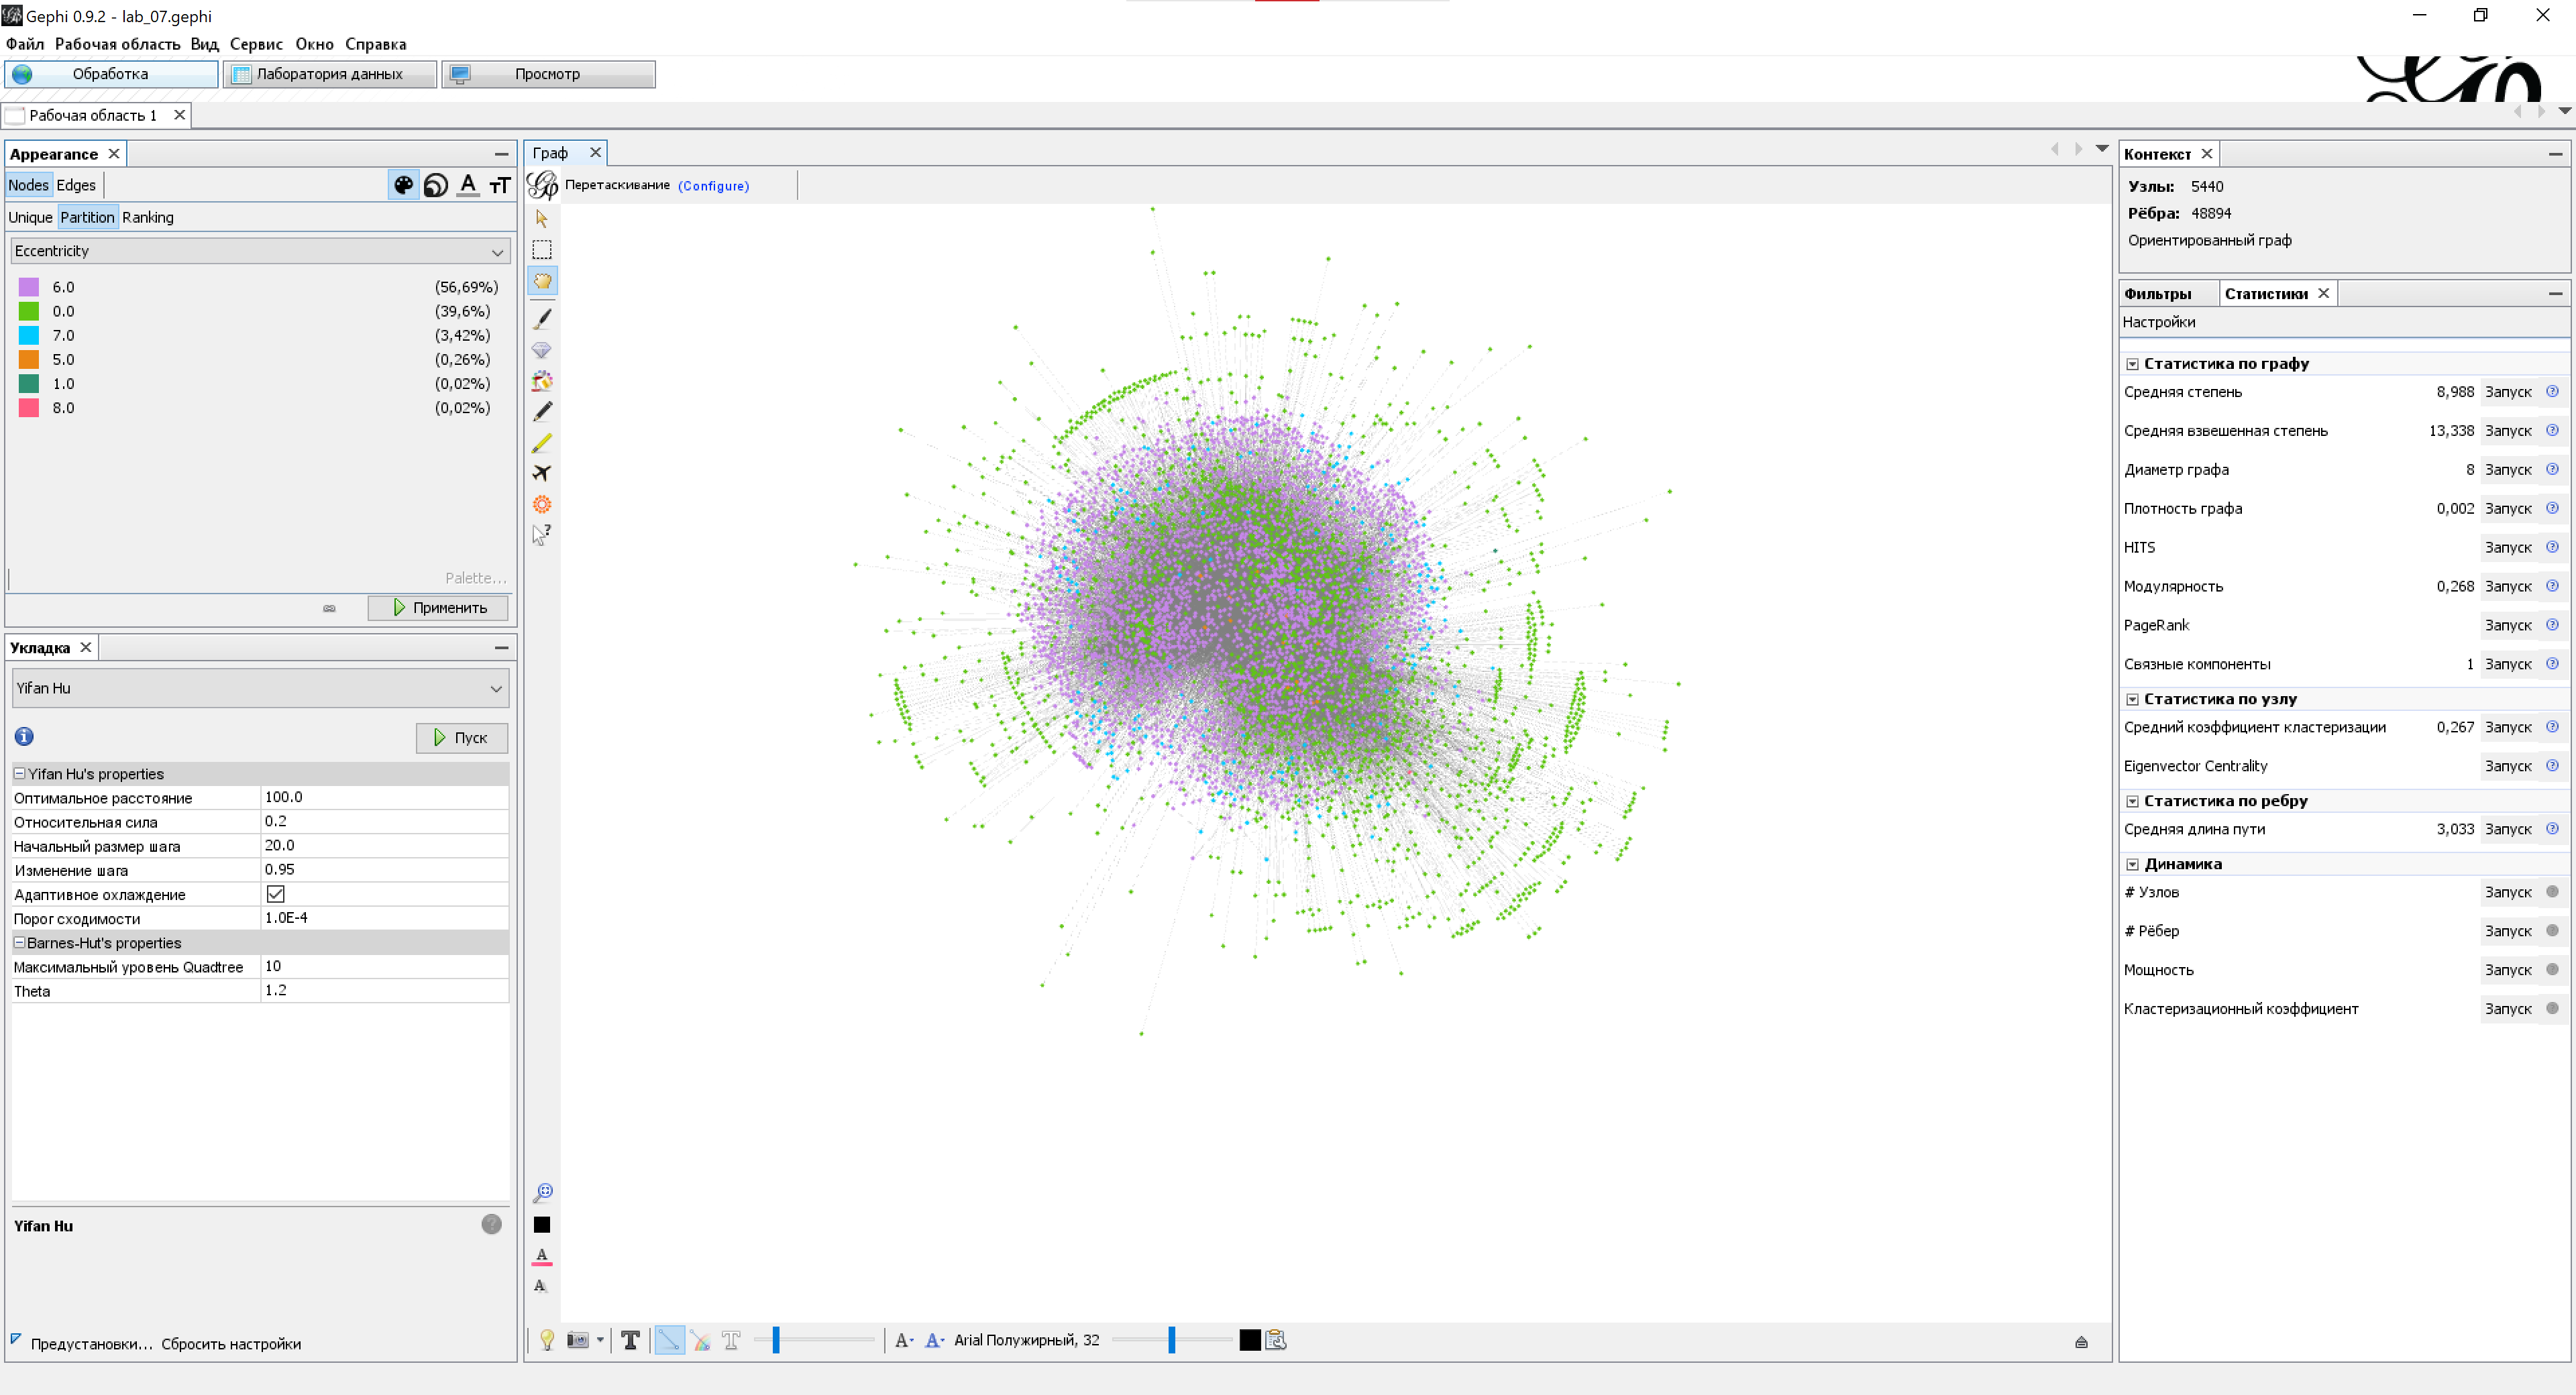 Gephi 0.9.2 - lab_07.gephi
Файл Рабочая область Вид Сервис Окно Справка
Обработка Лаборатория данных Просмотр
Рабочая область 1
Appearance
Nodes Edges
Unique Partition Ranking
Eccentricity
6.0 (56,69%)
0.0 (39,6%)
7.0 (3,42%)
5.0 (0,26%)
1.0 (0,02%)
8.0 (0,02%)
Palette...
Применить
Укладка
Yifan Hu
Пуск
Yifan Hu's properties
Оптимальное расстояние 100.0
Относительная сила 0.2
Начальный размер шага 20.0
Изменение шага 0.95
Адаптивное охлаждение
Порог сходимости 1.0E-4
Barnes-Hut's properties
Максимальный уровень Quadtree 10
Theta 1.2
Yifan Hu
Предустановки... Сбросить настройки
Граф
Перетаскивание (Configure)
Arial Полужирный, 32
Контекст
Узлы: 5440
Рёбра: 48894
Ориентированный граф
Фильтры Статистики
Настройки
Статистика по графу
Средняя степень 8,988 Запуск
Средняя взвешенная степень 13,338 Запуск
Диаметр графа 8 Запуск
Плотность графа 0,002 Запуск
HITS Запуск
Модулярность 0,268 Запуск
PageRank Запуск
Связные компоненты 1 Запуск
Статистика по узлу
Средний коэффициент кластеризации 0,267 Запуск
Eigenvector Centrality Запуск
Статистика по ребру
Средняя длина пути 3,033 Запуск
Динамика
# Узлов Запуск
# Рёбер Запуск
Мощность Запуск
Кластеризационный коэффициент Запуск